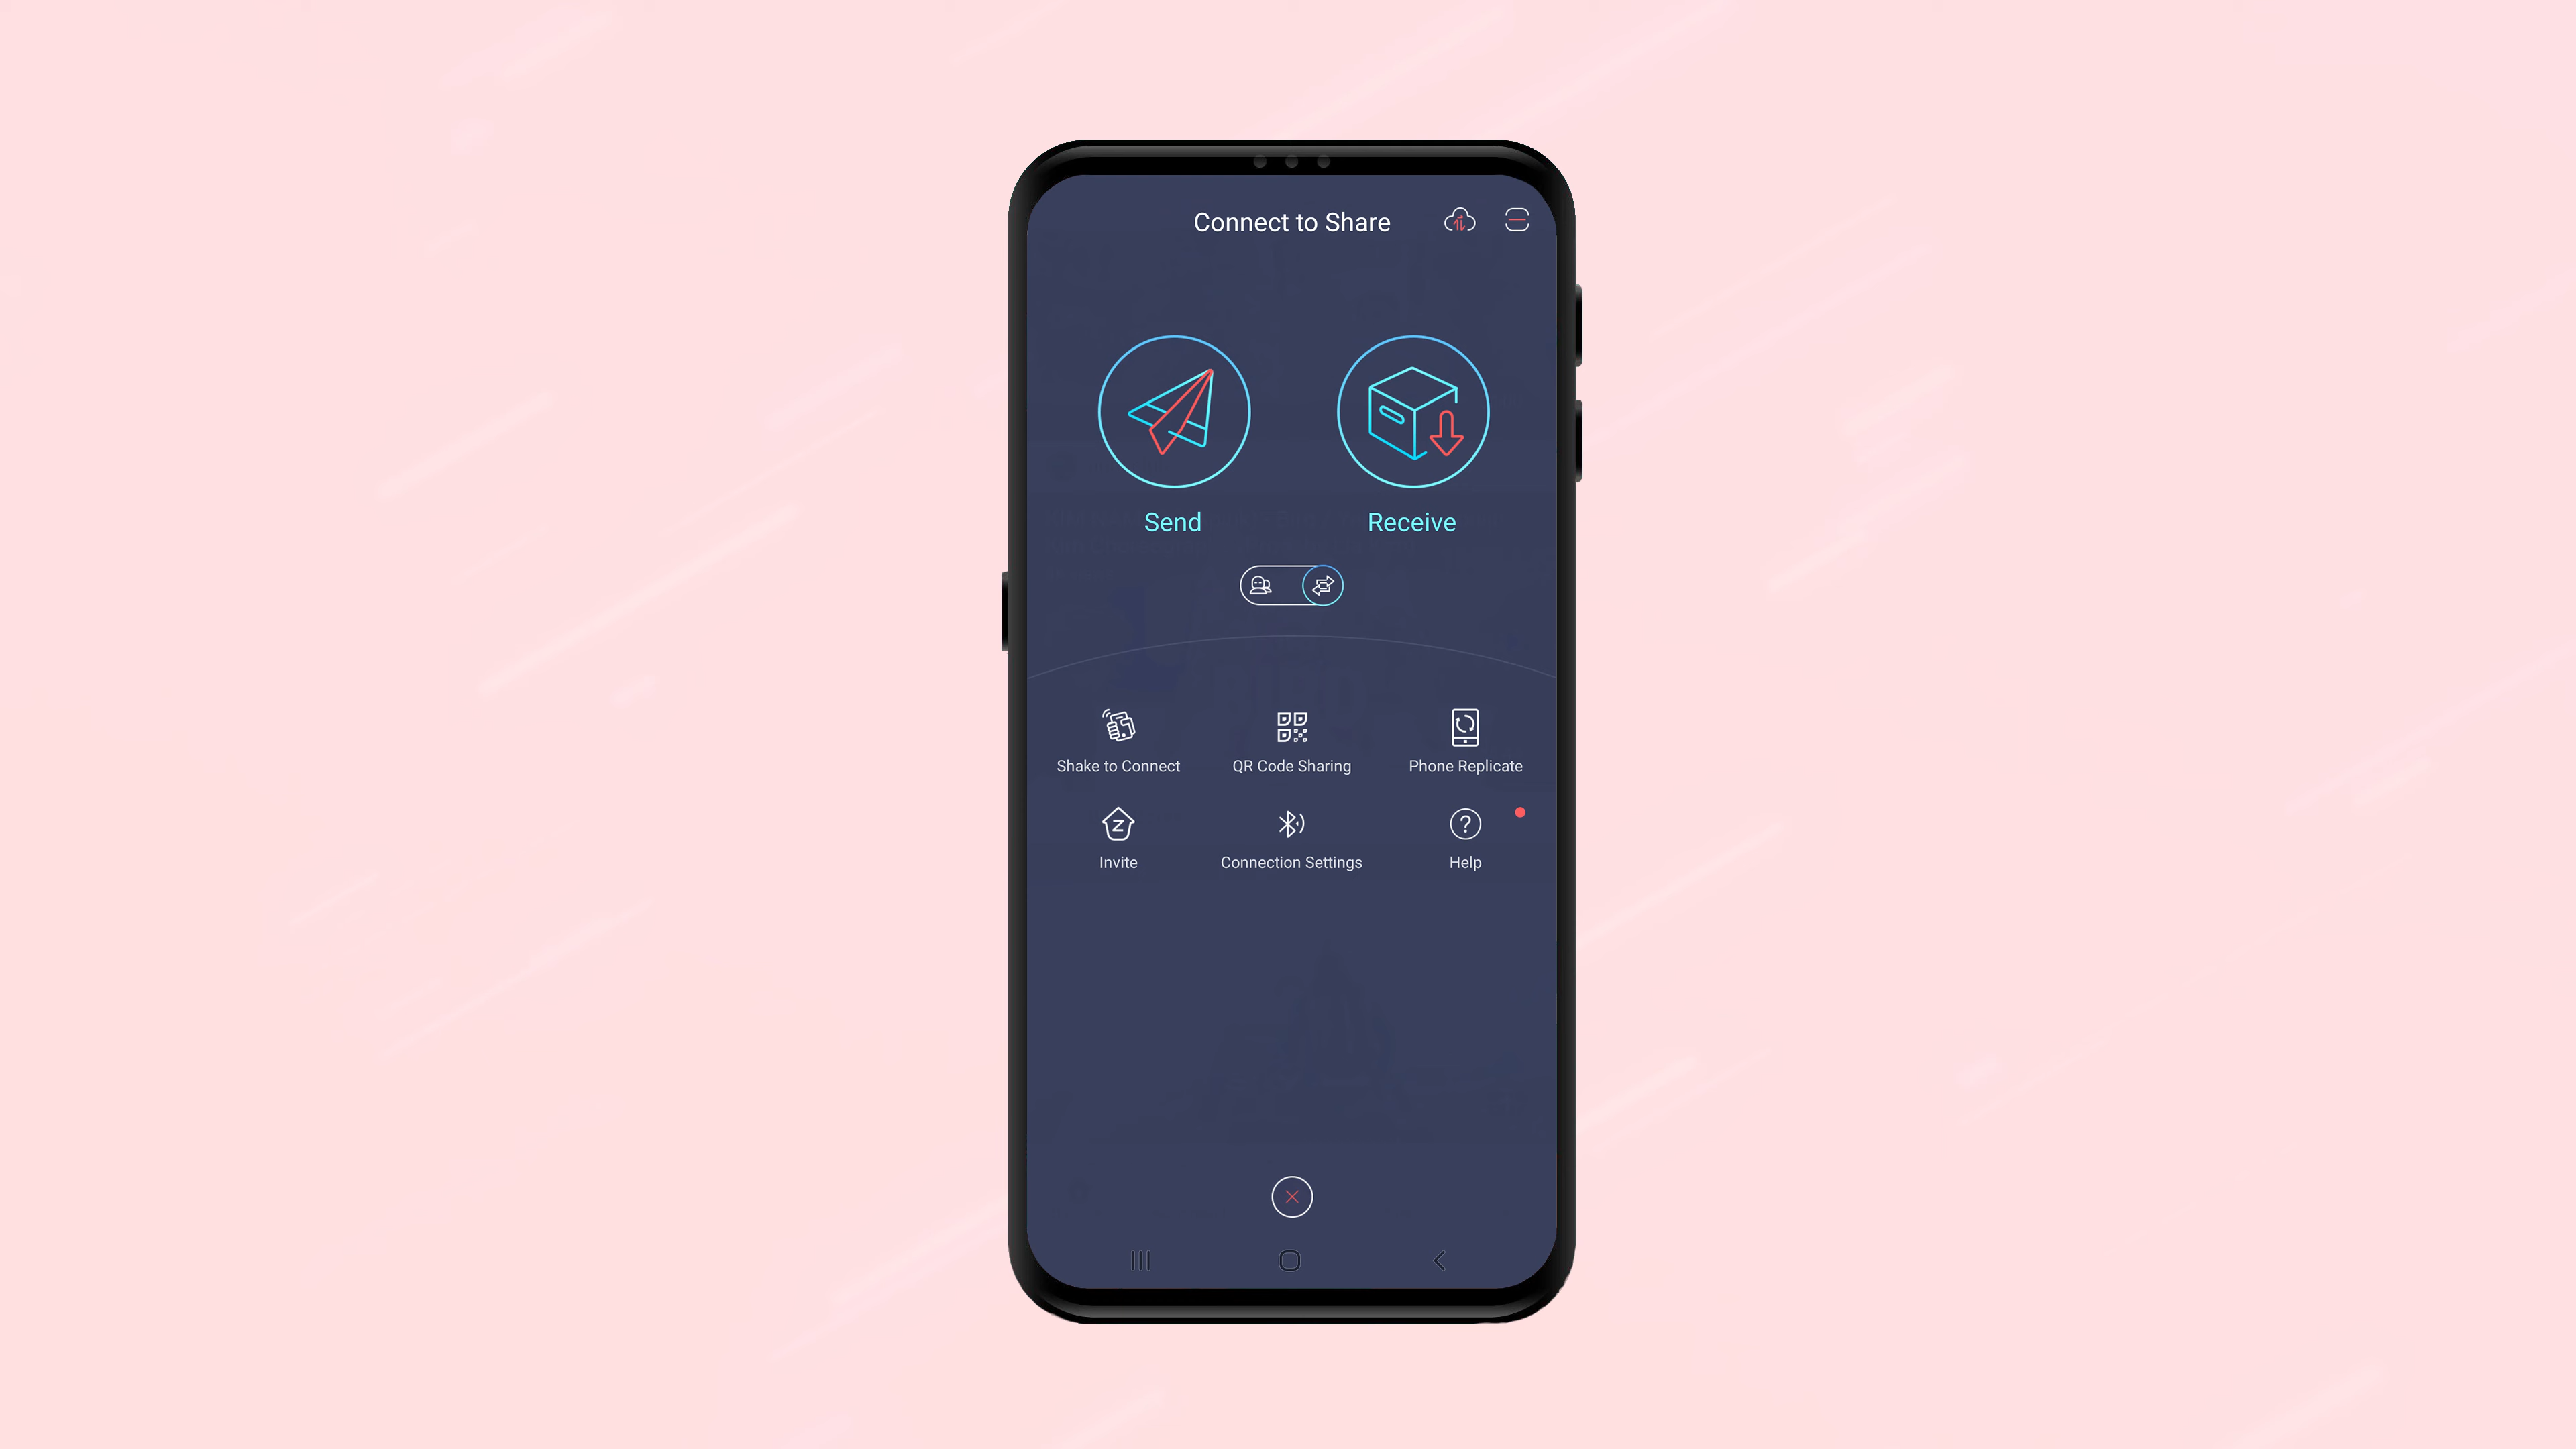 Connect to Share
Send
Receive
Shake to Connect
QR Code Sharing
Phone Replicate
Invite
Connection Settings
Help